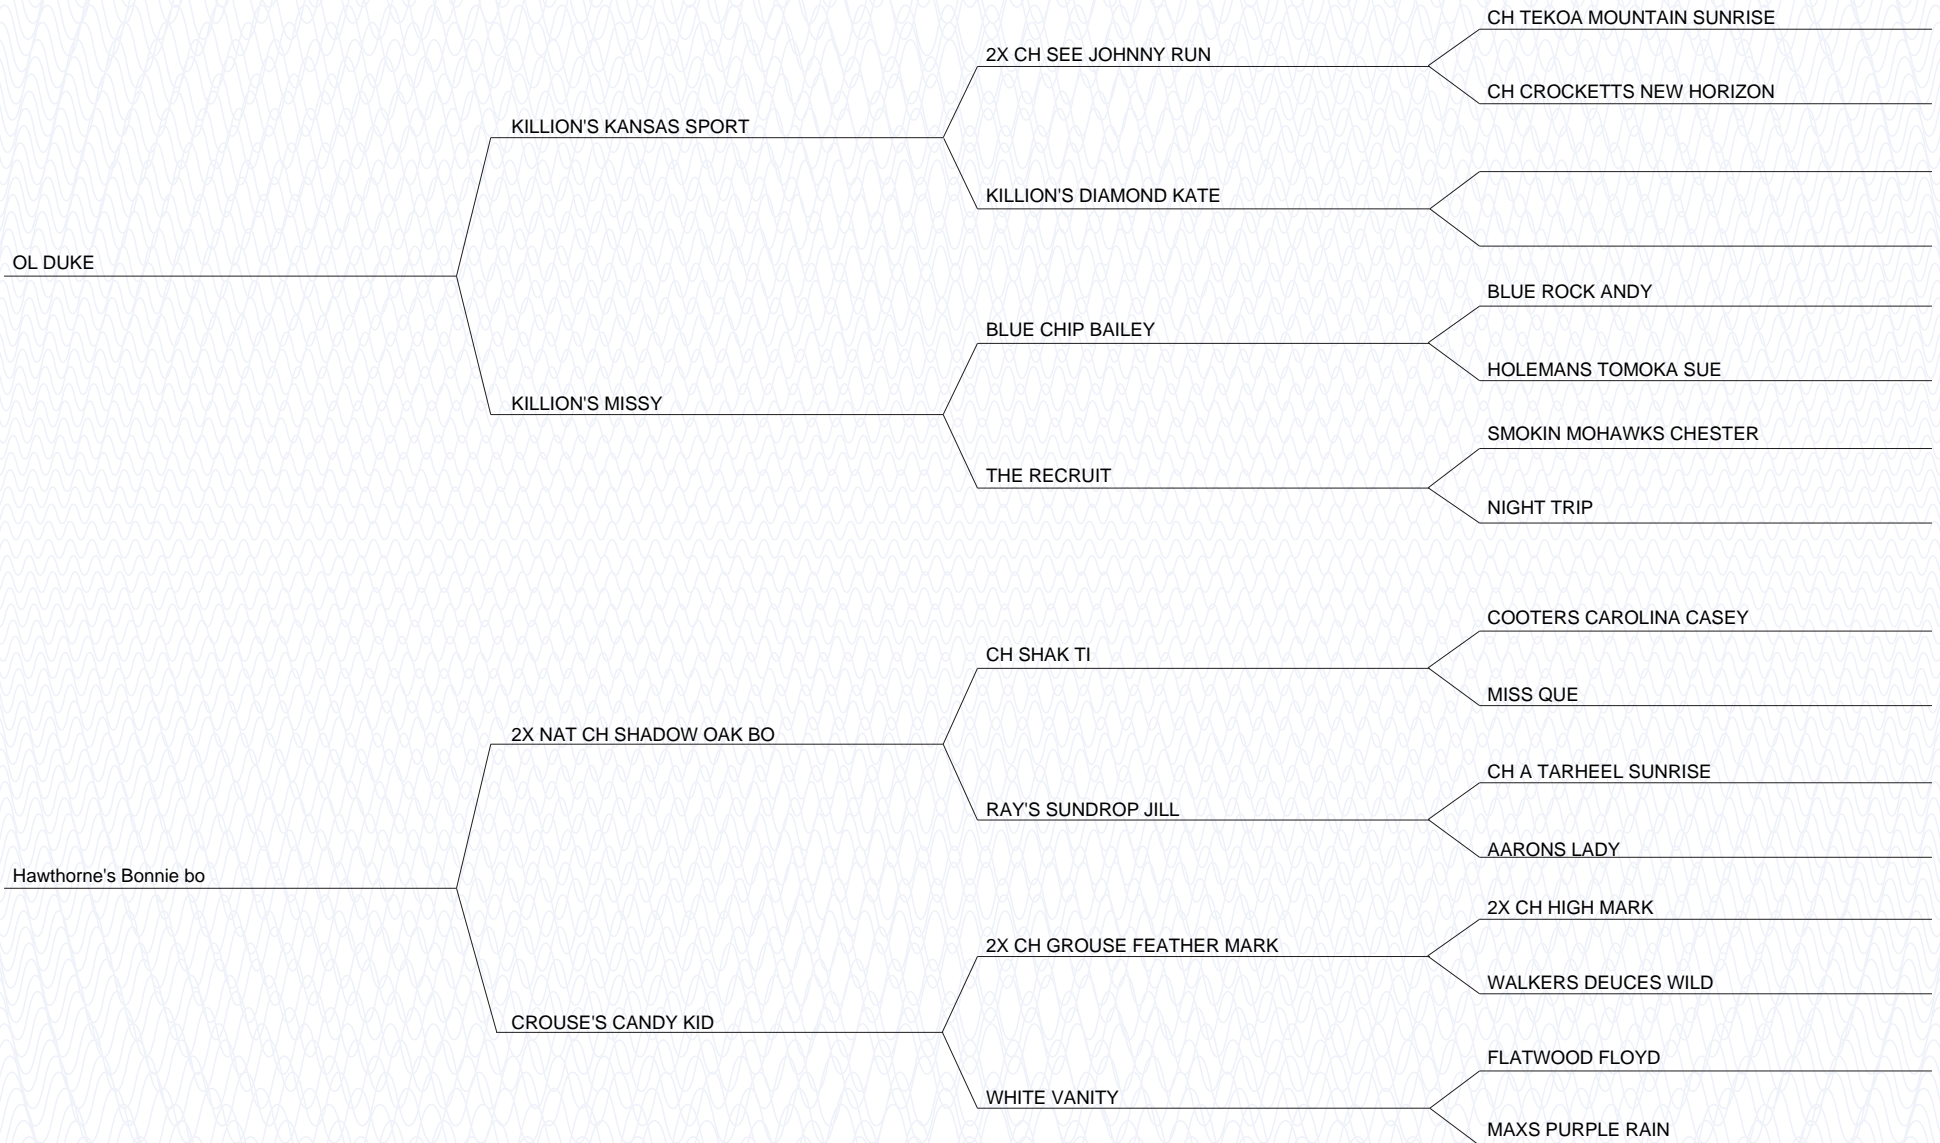 CH TEKOA MOUNTAIN SUNRISE
2X CH SEE JOHNNY RUN
CH CROCKETTS NEW HORIZON
KILLION'S KANSAS SPORT
KILLION'S DIAMOND KATE
OL DUKE
BLUE ROCK ANDY
BLUE CHIP BAILEY
HOLEMANS TOMOKA SUE
KILLION'S MISSY
SMOKIN MOHAWKS CHESTER
THE RECRUIT
NIGHT TRIP
COOTERS CAROLINA CASEY
CH SHAK TI
MISS QUE
2X NAT CH SHADOW OAK BO
CH A TARHEEL SUNRISE
RAY'S SUNDROP JILL
AARONS LADY
Hawthorne's Bonnie bo
2X CH HIGH MARK
2X CH GROUSE FEATHER MARK
WALKERS DEUCES WILD
CROUSE'S CANDY KID
FLATWOOD FLOYD
WHITE VANITY
MAXS PURPLE RAIN